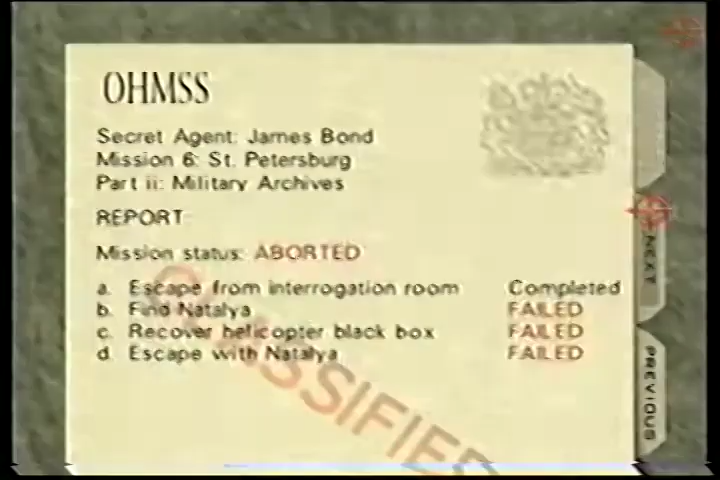 OHMSS
Secret Agent: James Bond
Mission 6: St. Petersburg
Part ii: Military Archives
REPORT
Mission status: ABORTED
a. Escape from interrogation room Completed
b. Find Natalya FAILED
c. Recover helicopter black box FAILED
d. Escape with Natalya FAILED
CLASSIFIED
NEXT
PREVIOUS